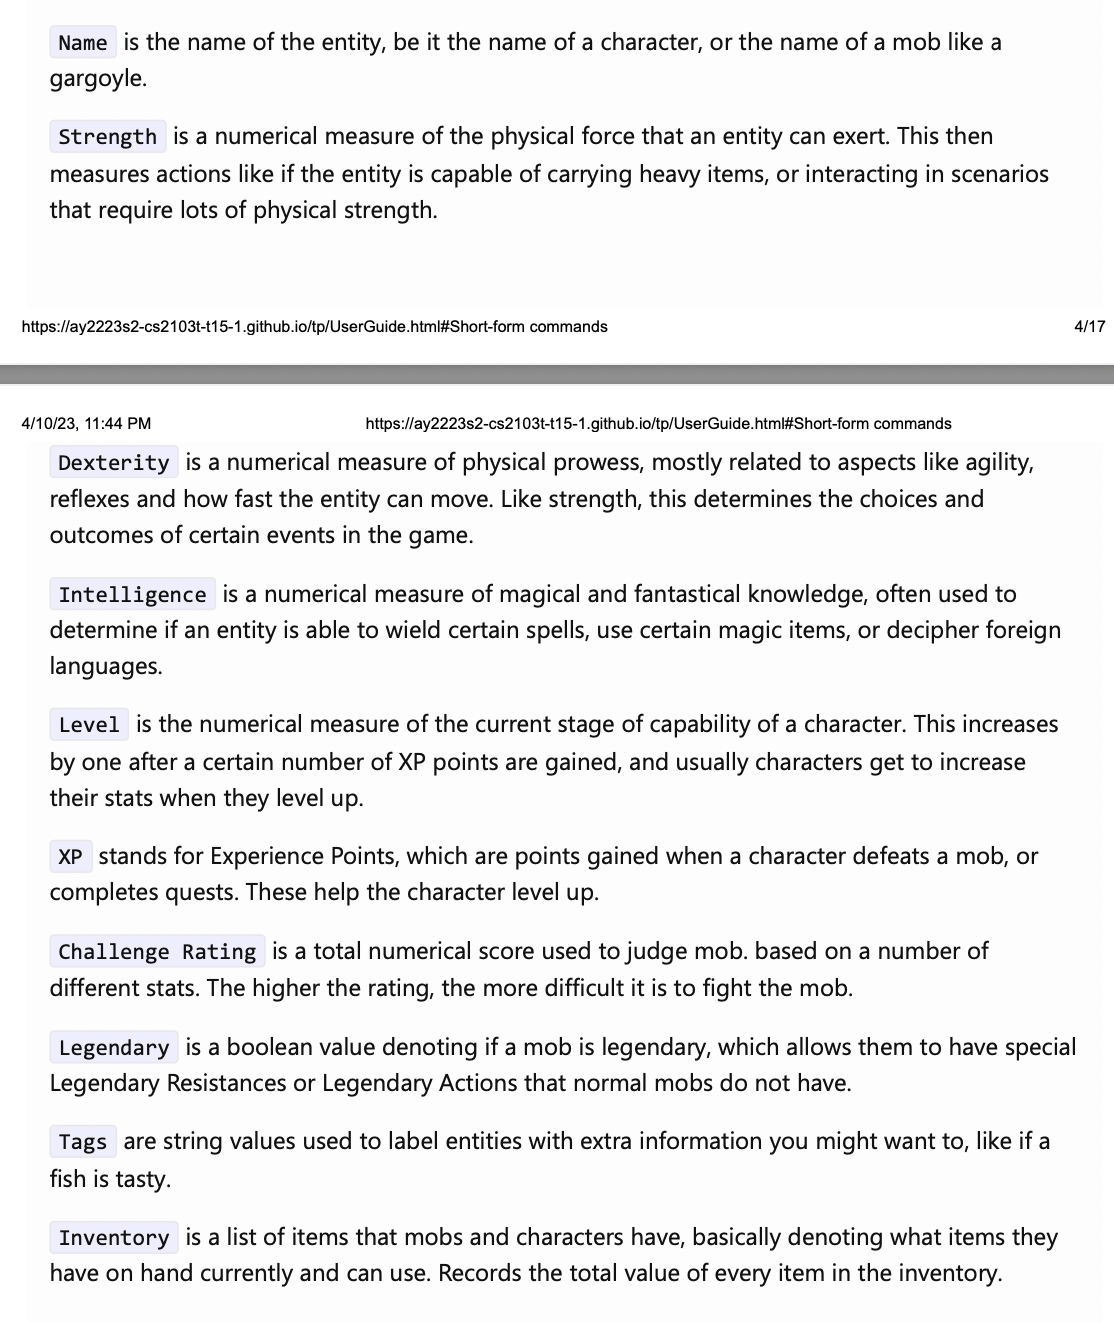 Name is the name of the entity, be it the name of a character, or the name of a mob like a
gargoyle.
Strength is a numerical measure of the physical force that an entity can exert. This then
measures actions like if the entity is capable of carrying heavy items, or interacting in scenarios
that require lots of physical strength.
https://ay2223s2-cs2103t-t15-1.github.io/tp/UserGuide.html#Short-form commands 4/17
4/10/23, 11:44 PM https://ay2223s2-cs2103t-t15-1.github.io/tp/UserGuide.html#Short-form commands
Dexterity is a numerical measure of physical prowess, mostly related to aspects like agility,
reflexes and how fast the entity can move. Like strength, this determines the choices and
outcomes of certain events in the game.
Intelligence is a numerical measure of magical and fantastical knowledge, often used to
determine if an entity is able to wield certain spells, use certain magic items, or decipher foreign
languages.
Level is the numerical measure of the current stage of capability of a character. This increases
by one after a certain number of XP points are gained, and usually characters get to increase
their stats when they level up.
XP stands for Experience Points, which are points gained when a character defeats a mob, or
completes quests. These help the character level up.
Challenge Rating is a total numerical score used to judge mob. based on a number of
different stats. The higher the rating, the more difficult it is to fight the mob.
Legendary is a boolean value denoting if a mob is legendary, which allows them to have special
Legendary Resistances or Legendary Actions that normal mobs do not have.
Tags are string values used to label entities with extra information you might want to, like if a
fish is tasty.
Inventory is a list of items that mobs and characters have, basically denoting what items they
have on hand currently and can use. Records the total value of every item in the inventory.